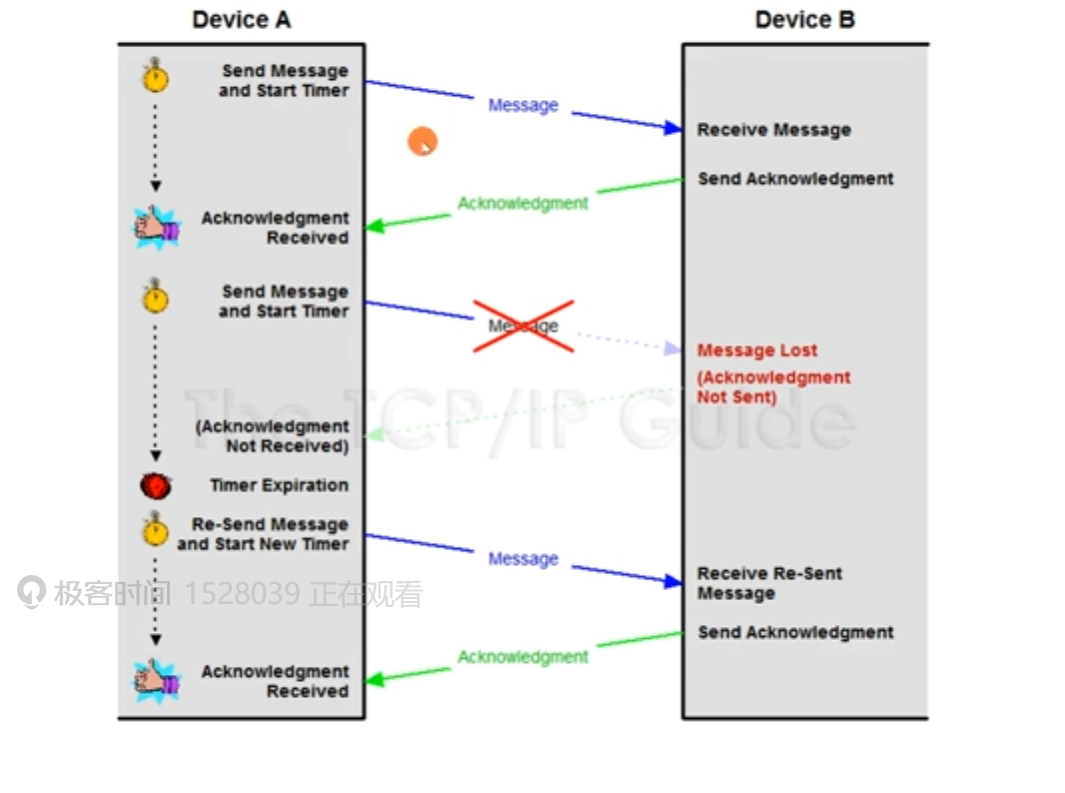 Device A
Device B
Send Message
and Start Timer
Message
Receive Message
Send Acknowledgment
Acknowledgment
Acknowledgment
Received
Send Message
and Start Timer
Message
Message Lost
(Acknowledgment
Not Sent)
The TCP/IP Guide
(Acknowledgment
Not Received)
Timer Expiration
Re-Send Message
and Start New Timer
Message
Receive Re-Sent
Message
极客时间 1528039 正在观看
Send Acknowledgment
Acknowledgment
Acknowledgment
Received